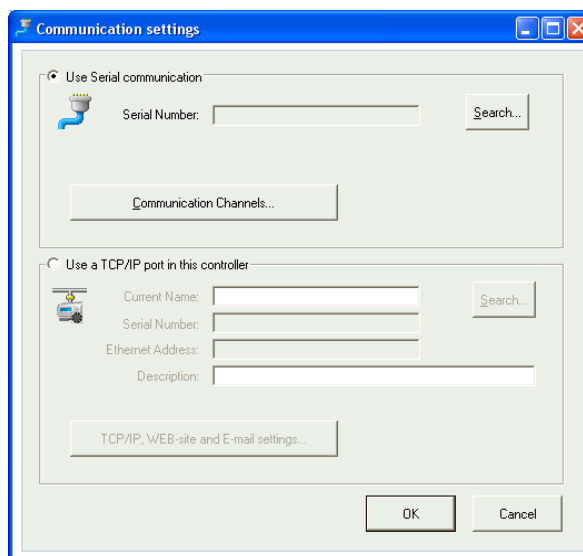 Communication settings
Use Serial communication
Serial Number:
Search...
Communication Channels...
Use a TCP/IP port in this controller
Current Name:
Search...
Serial Number:
Ethernet Address:
Description:
TCP/IP, WEB-site and E-mail settings...
OK
Cancel